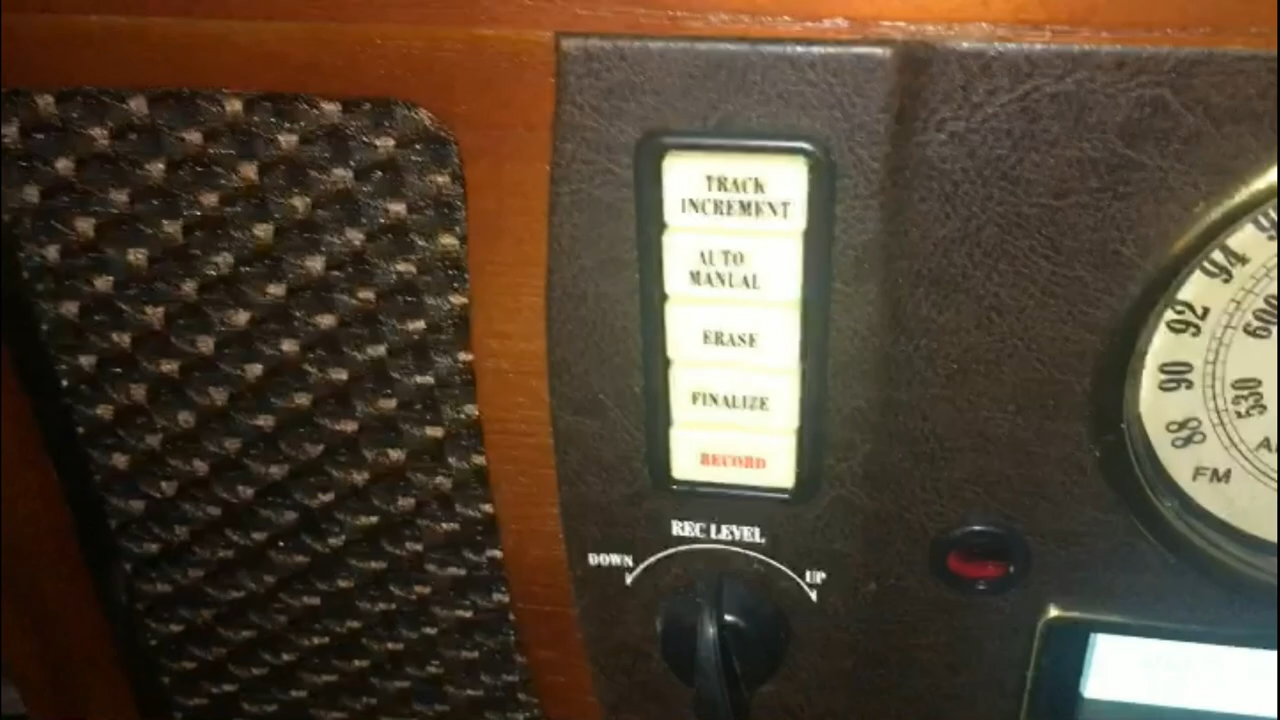 TRACK
INCREMENT
AUTO
MANUAL
ERASE
FINALIZE
RECORD
REC LEVEL
DOWN
UP
94
92
90
88
FM
600
530